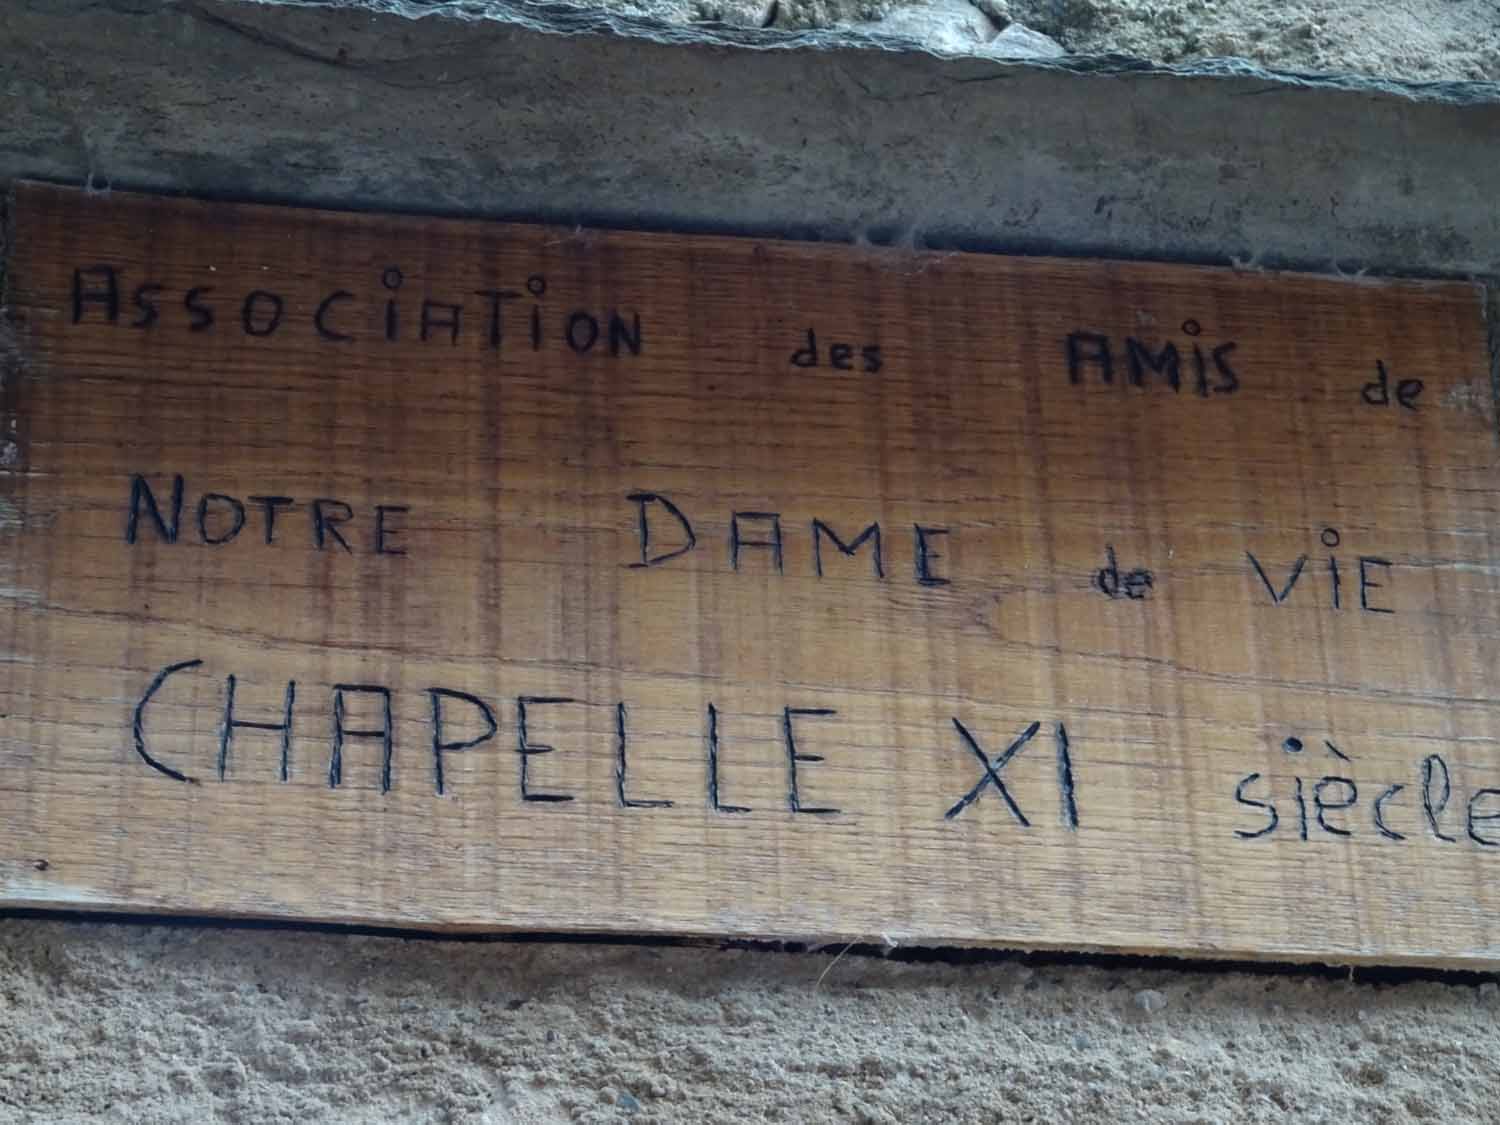 ASSOCiATiON des AMiS de
NOTRE DAME de ViE
CHAPELLE XI siècle